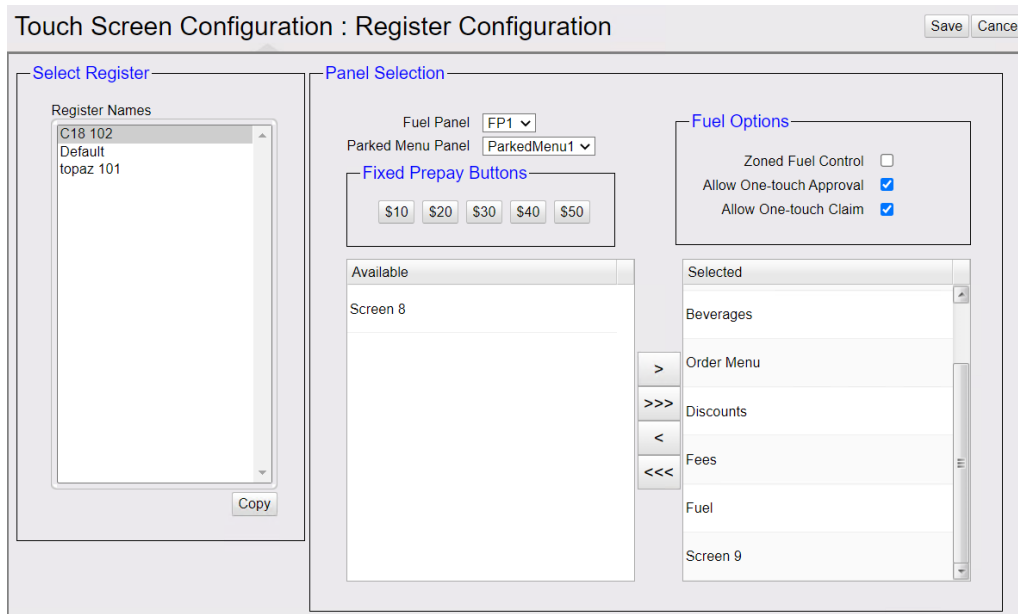 Touch Screen Configuration : Register Configuration
Save Cance
Select Register
Register Names
C18 102
Default
topaz 101
Copy
Panel Selection
Fuel Panel FP1
Parked Menu Panel ParkedMenu1
Fixed Prepay Buttons
$10 $20 $30 $40 $50
Fuel Options
Zoned Fuel Control
Allow One-touch Approval
Allow One-touch Claim
Available
Screen 8
>
>>>
<
<<<
Selected
Beverages
Order Menu
Discounts
Fees
Fuel
Screen 9